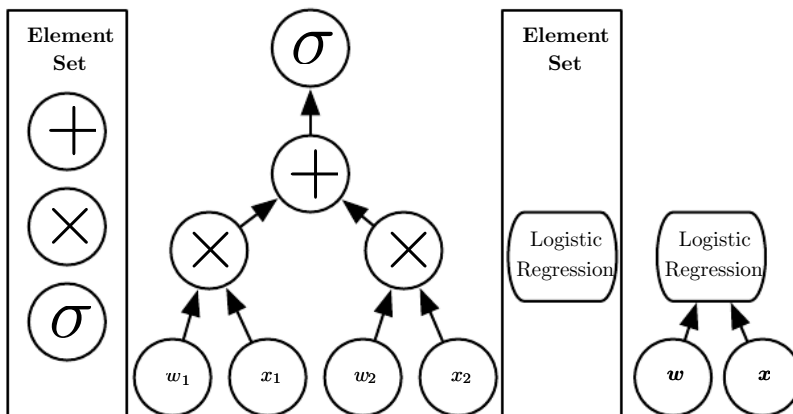 Element
Set
+
×
σ
σ
+
×
×
w₁
x₁
w₂
x₂
Element
Set
Logistic
Regression
Logistic
Regression
w
x